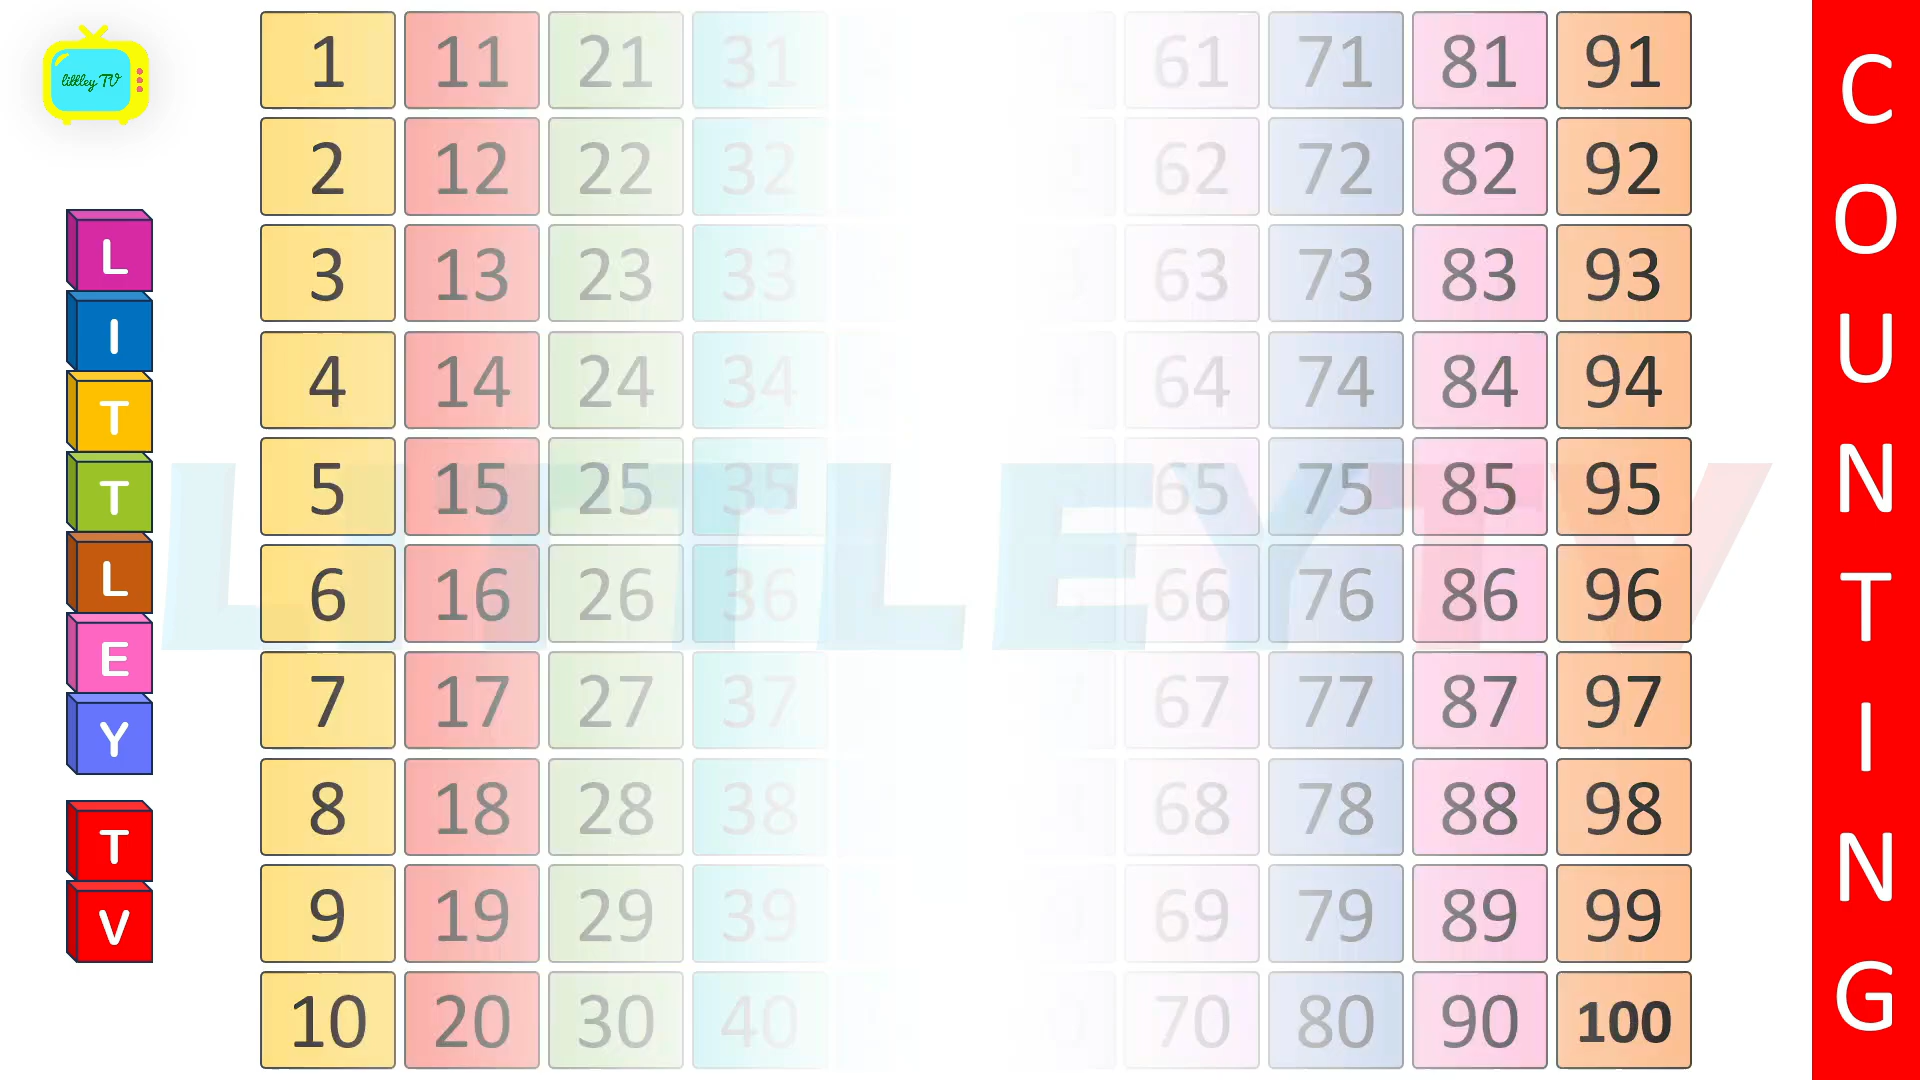 littley TV
L
I
T
T
L
E
Y
T
V
1 11 21 31 61 71 81 91
2 12 22 32 62 72 82 92
3 13 23 33 63 73 83 93
4 14 24 34 64 74 84 94
5 15 25 35 65 75 85 95
6 16 26 36 66 76 86 96
7 17 27 37 67 77 87 97
8 18 28 38 68 78 88 98
9 19 29 39 69 79 89 99
10 20 30 40 70 80 90 100
LITTLEYTV
C
O
U
N
T
I
N
G